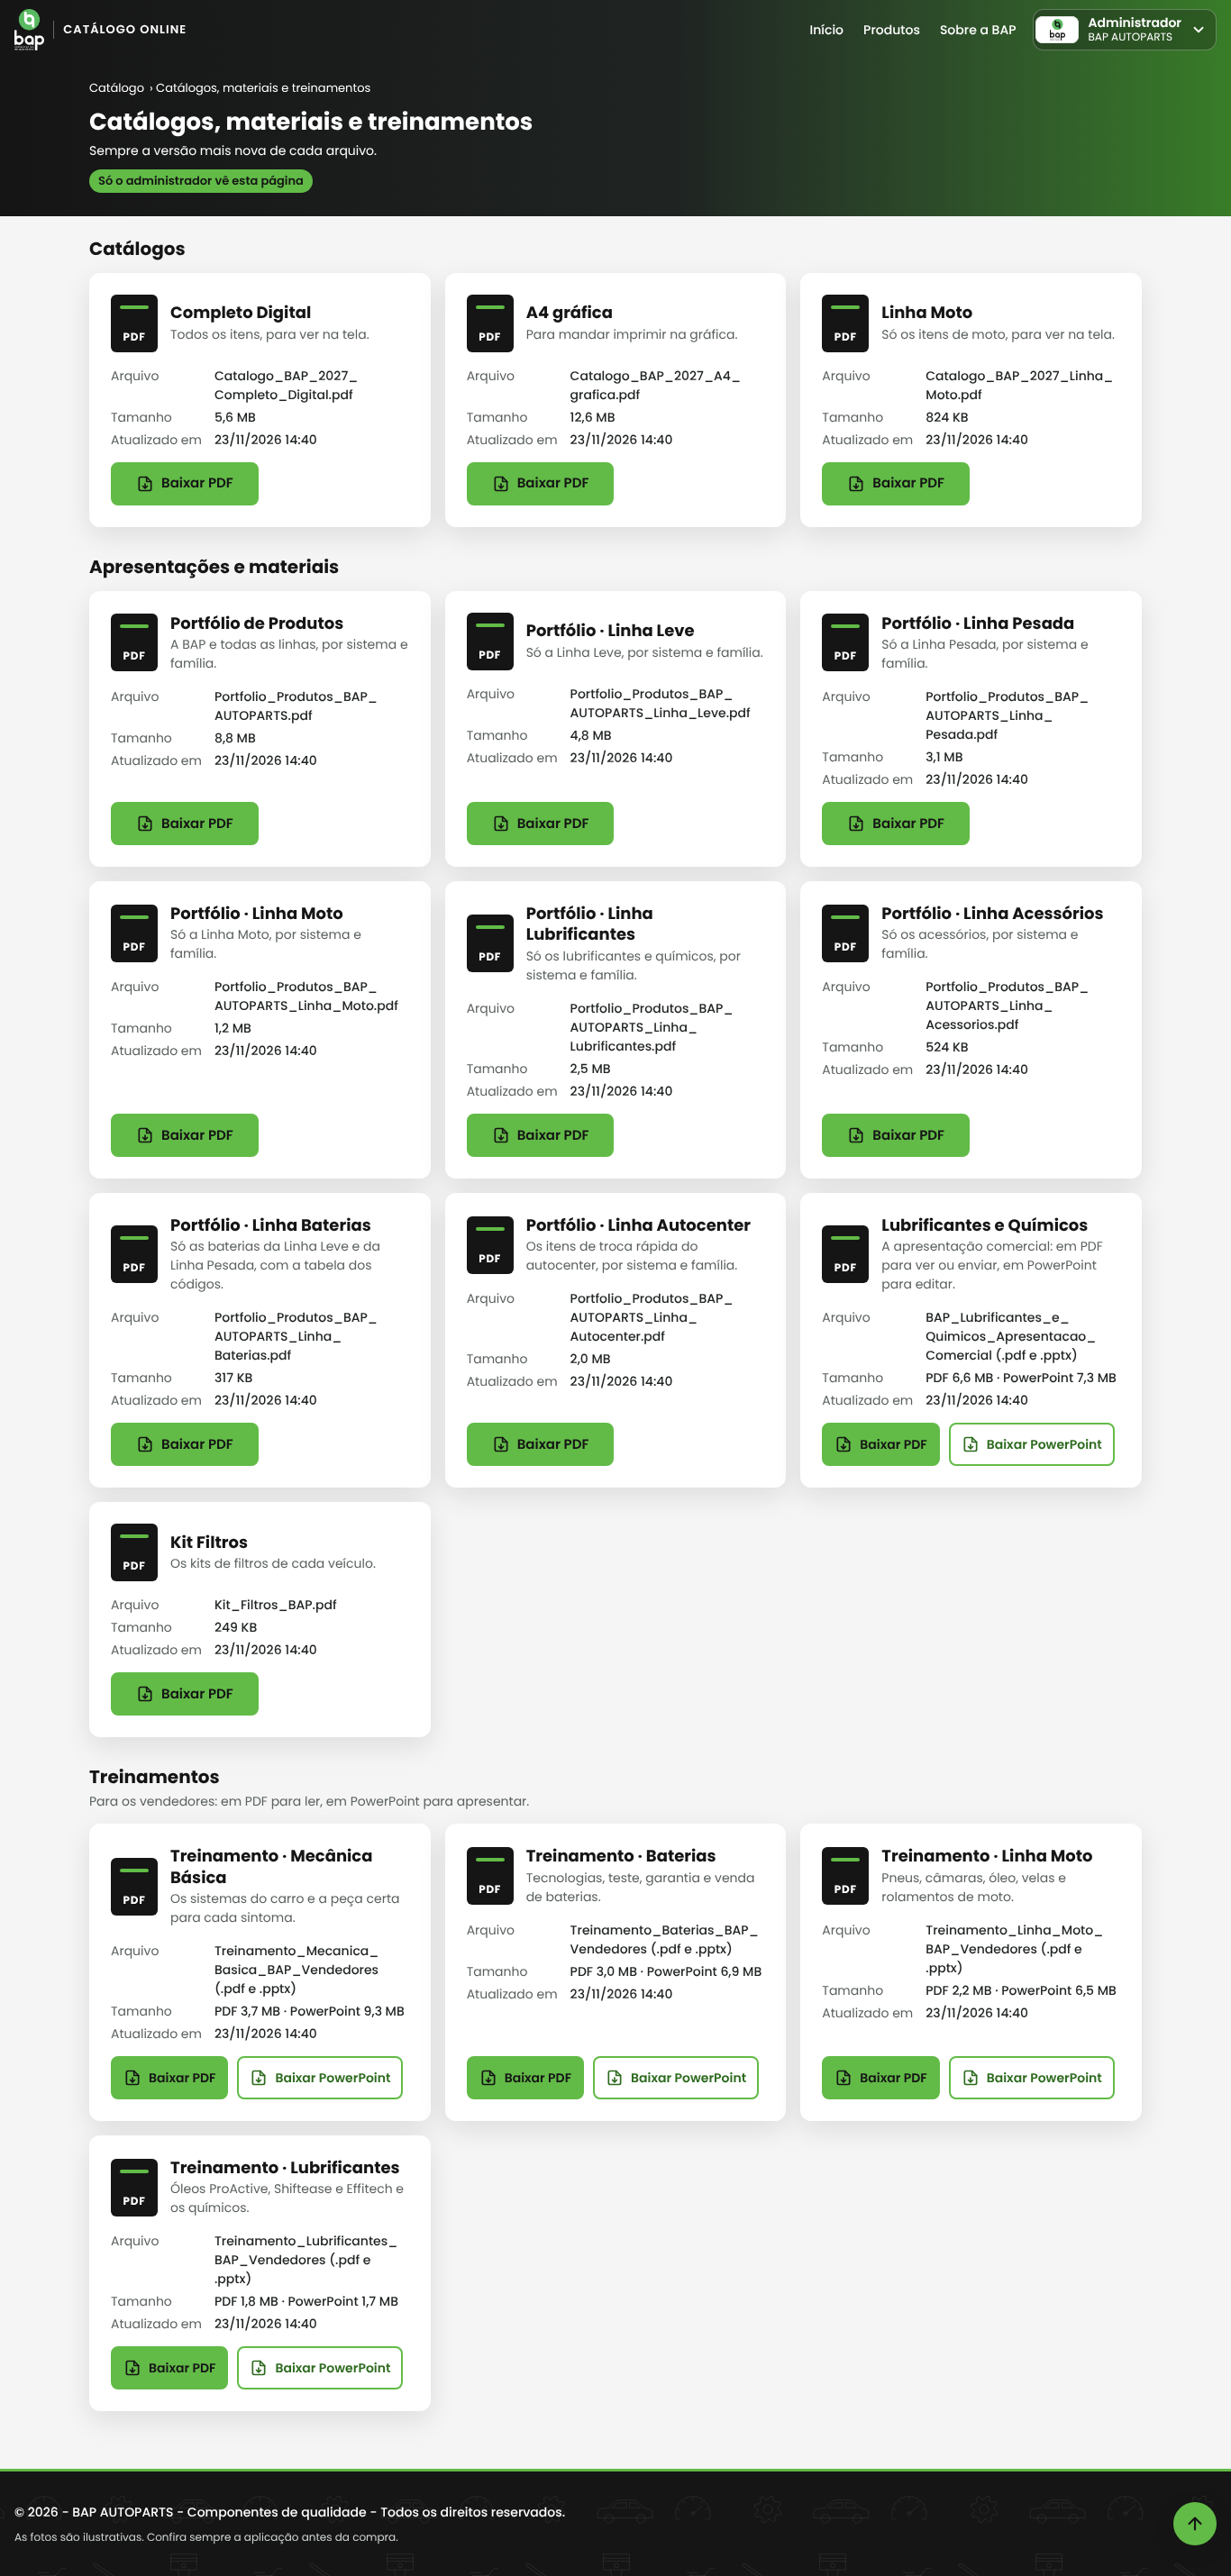 bap
CATÁLOGO ONLINE
Início
Produtos
Sobre a BAP
bap
Administrador
BAP AUTOPARTS
Catálogo › Catálogos, materiais e treinamentos
Catálogos, materiais e treinamentos
Sempre a versão mais nova de cada arquivo.
Só o administrador vê esta página
Catálogos
PDF
Completo Digital
Todos os itens, para ver na tela.
Arquivo
Catalogo_BAP_2027_
Completo_Digital.pdf
Tamanho
5,6 MB
Atualizado em
23/11/2026 14:40
Baixar PDF
PDF
A4 gráfica
Para mandar imprimir na gráfica.
Arquivo
Catalogo_BAP_2027_A4_
grafica.pdf
Tamanho
12,6 MB
Atualizado em
23/11/2026 14:40
Baixar PDF
PDF
Linha Moto
Só os itens de moto, para ver na tela.
Arquivo
Catalogo_BAP_2027_Linha_
Moto.pdf
Tamanho
824 KB
Atualizado em
23/11/2026 14:40
Baixar PDF
Apresentações e materiais
PDF
Portfólio de Produtos
A BAP e todas as linhas, por sistema e
família.
Arquivo
Portfolio_Produtos_BAP_
AUTOPARTS.pdf
Tamanho
8,8 MB
Atualizado em
23/11/2026 14:40
Baixar PDF
PDF
Portfólio · Linha Leve
Só a Linha Leve, por sistema e família.
Arquivo
Portfolio_Produtos_BAP_
AUTOPARTS_Linha_Leve.pdf
Tamanho
4,8 MB
Atualizado em
23/11/2026 14:40
Baixar PDF
PDF
Portfólio · Linha Pesada
Só a Linha Pesada, por sistema e
família.
Arquivo
Portfolio_Produtos_BAP_
AUTOPARTS_Linha_
Pesada.pdf
Tamanho
3,1 MB
Atualizado em
23/11/2026 14:40
Baixar PDF
PDF
Portfólio · Linha Moto
Só a Linha Moto, por sistema e
família.
Arquivo
Portfolio_Produtos_BAP_
AUTOPARTS_Linha_Moto.pdf
Tamanho
1,2 MB
Atualizado em
23/11/2026 14:40
Baixar PDF
PDF
Portfólio · Linha
Lubrificantes
Só os lubrificantes e químicos, por
sistema e família.
Arquivo
Portfolio_Produtos_BAP_
AUTOPARTS_Linha_
Lubrificantes.pdf
Tamanho
2,5 MB
Atualizado em
23/11/2026 14:40
Baixar PDF
PDF
Portfólio · Linha Acessórios
Só os acessórios, por sistema e
família.
Arquivo
Portfolio_Produtos_BAP_
AUTOPARTS_Linha_
Acessorios.pdf
Tamanho
524 KB
Atualizado em
23/11/2026 14:40
Baixar PDF
PDF
Portfólio · Linha Baterias
Só as baterias da Linha Leve e da
Linha Pesada, com a tabela dos
códigos.
Arquivo
Portfolio_Produtos_BAP_
AUTOPARTS_Linha_
Baterias.pdf
Tamanho
317 KB
Atualizado em
23/11/2026 14:40
Baixar PDF
PDF
Portfólio · Linha Autocenter
Os itens de troca rápida do
autocenter, por sistema e família.
Arquivo
Portfolio_Produtos_BAP_
AUTOPARTS_Linha_
Autocenter.pdf
Tamanho
2,0 MB
Atualizado em
23/11/2026 14:40
Baixar PDF
PDF
Lubrificantes e Químicos
A apresentação comercial: em PDF
para ver ou enviar, em PowerPoint
para editar.
Arquivo
BAP_Lubrificantes_e_
Quimicos_Apresentacao_
Comercial (.pdf e .pptx)
Tamanho
PDF 6,6 MB · PowerPoint 7,3 MB
Atualizado em
23/11/2026 14:40
Baixar PDF
Baixar PowerPoint
PDF
Kit Filtros
Os kits de filtros de cada veículo.
Arquivo
Kit_Filtros_BAP.pdf
Tamanho
249 KB
Atualizado em
23/11/2026 14:40
Baixar PDF
Treinamentos
Para os vendedores: em PDF para ler, em PowerPoint para apresentar.
PDF
Treinamento · Mecânica
Básica
Os sistemas do carro e a peça certa
para cada sintoma.
Arquivo
Treinamento_Mecanica_
Basica_BAP_Vendedores
(.pdf e .pptx)
Tamanho
PDF 3,7 MB · PowerPoint 9,3 MB
Atualizado em
23/11/2026 14:40
Baixar PDF
Baixar PowerPoint
PDF
Treinamento · Baterias
Tecnologias, teste, garantia e venda
de baterias.
Arquivo
Treinamento_Baterias_BAP_
Vendedores (.pdf e .pptx)
Tamanho
PDF 3,0 MB · PowerPoint 6,9 MB
Atualizado em
23/11/2026 14:40
Baixar PDF
Baixar PowerPoint
PDF
Treinamento · Linha Moto
Pneus, câmaras, óleo, velas e
rolamentos de moto.
Arquivo
Treinamento_Linha_Moto_
BAP_Vendedores (.pdf e
.pptx)
Tamanho
PDF 2,2 MB · PowerPoint 6,5 MB
Atualizado em
23/11/2026 14:40
Baixar PDF
Baixar PowerPoint
PDF
Treinamento · Lubrificantes
Óleos ProActive, Shiftease e Effitech e
os químicos.
Arquivo
Treinamento_Lubrificantes_
BAP_Vendedores (.pdf e
.pptx)
Tamanho
PDF 1,8 MB · PowerPoint 1,7 MB
Atualizado em
23/11/2026 14:40
Baixar PDF
Baixar PowerPoint
© 2026 - BAP AUTOPARTS - Componentes de qualidade - Todos os direitos reservados.
As fotos são ilustrativas. Confira sempre a aplicação antes da compra.